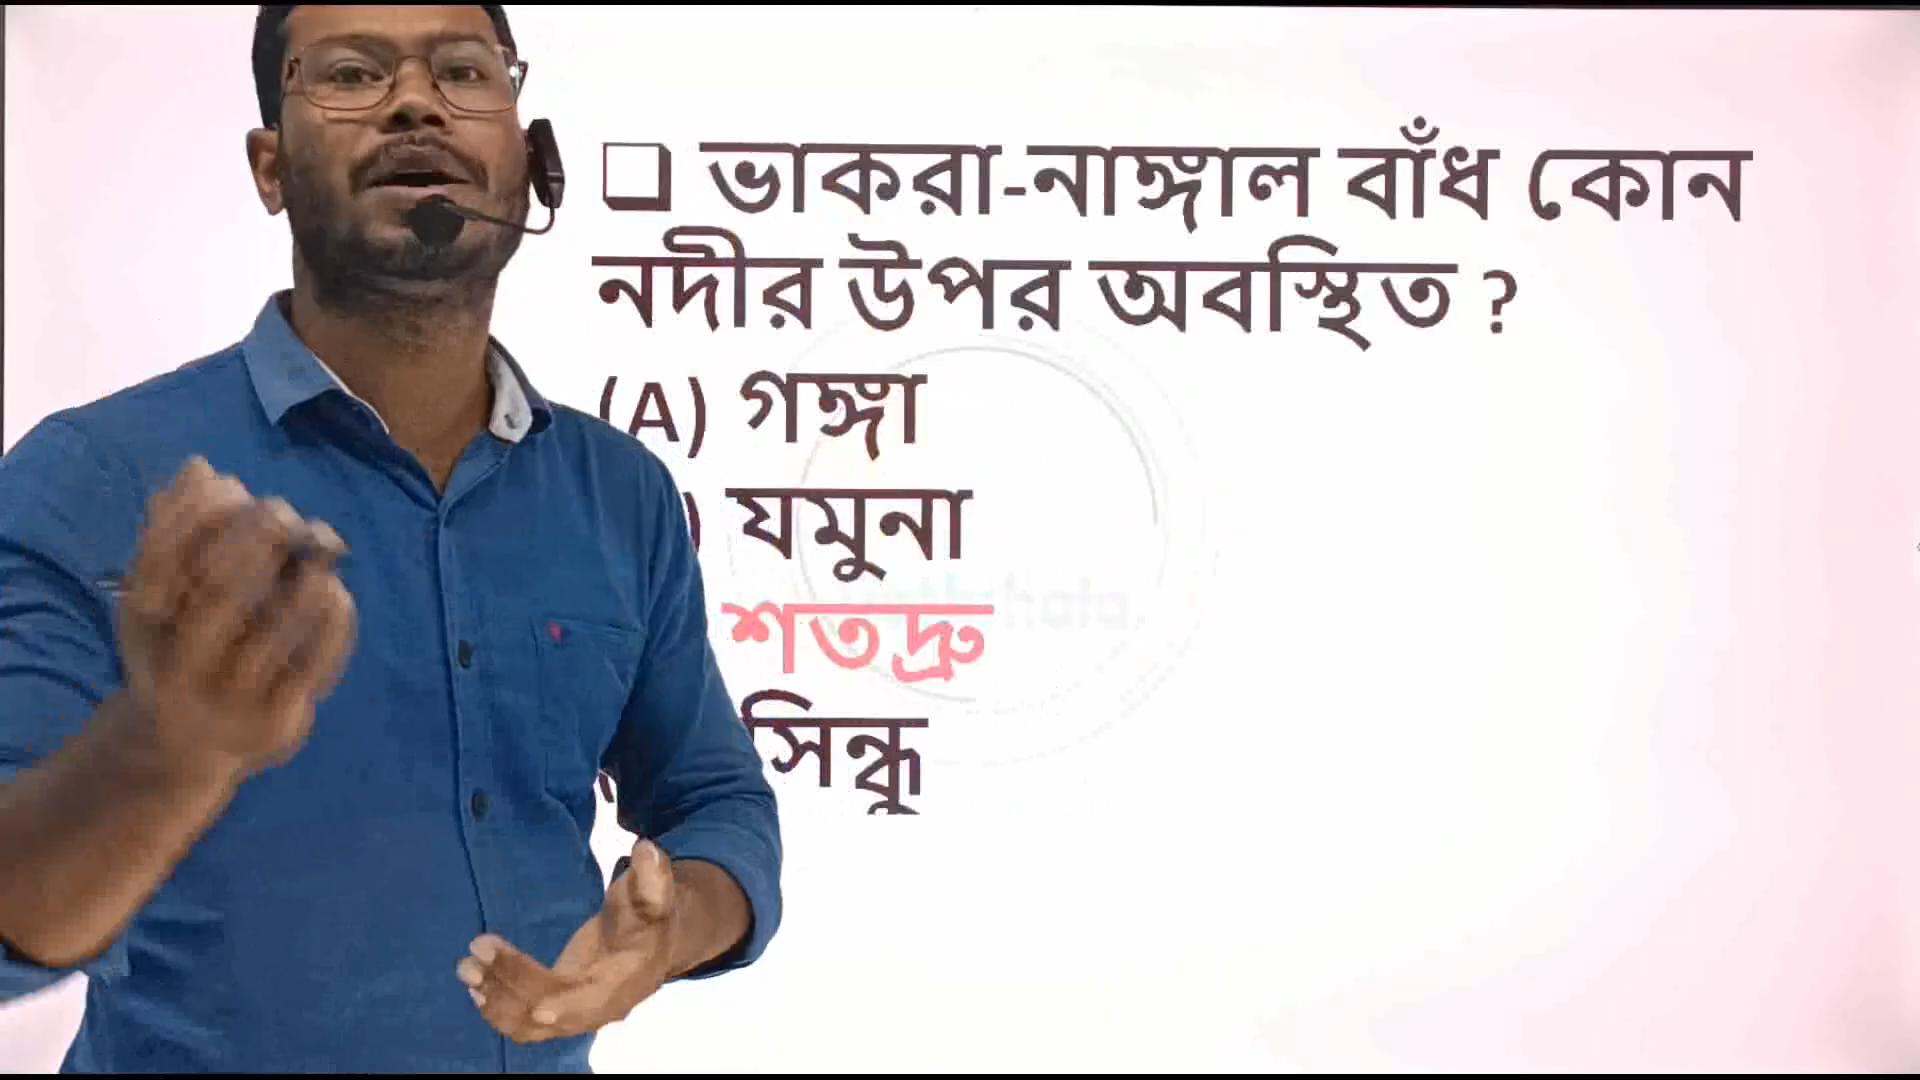 ❑ ভাকরা-নাঙ্গাল বাঁধ কোন
নদীর উপর অবস্থিত ?
(A) গঙ্গা
) যমুনা
শতদ্রু
সিন্ধু